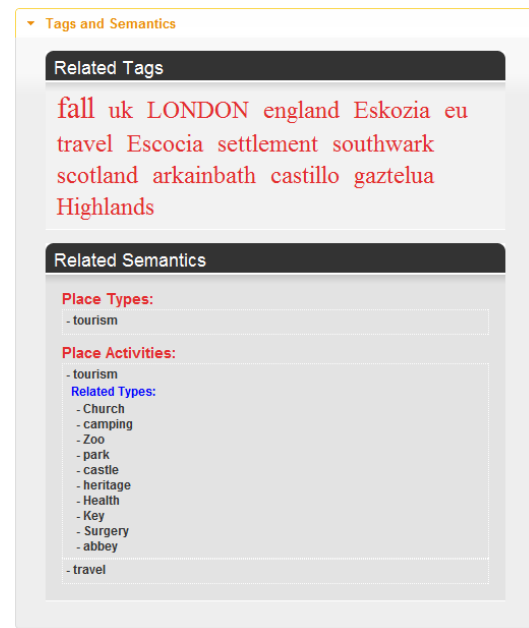 Tags and Semantics
Related Tags
fall uk LONDON england Eskozia eu
travel Escocia settlement southwark
scotland arkainbath castillo gaztelua
Highlands
Related Semantics
Place Types:
- tourism
Place Activities:
- tourism
Related Types:
- Church
- camping
- Zoo
- park
- castle
- heritage
- Health
- Key
- Surgery
- abbey
- travel